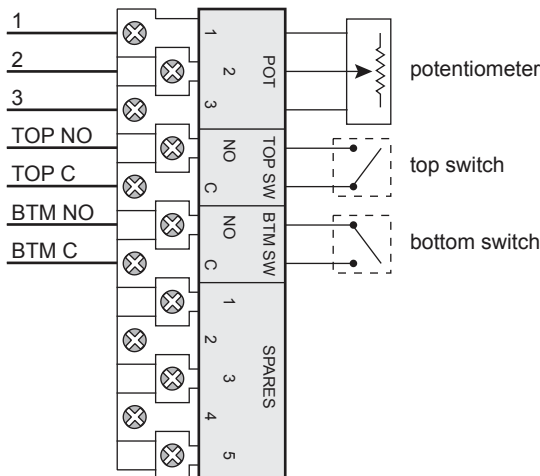 1
2
3
TOP NO
TOP C
BTM NO
BTM C
1
2
3
POT
NO
C
TOP SW
NO
C
BTM SW
1
2
3
4
5
SPARES
potentiometer
top switch
bottom switch